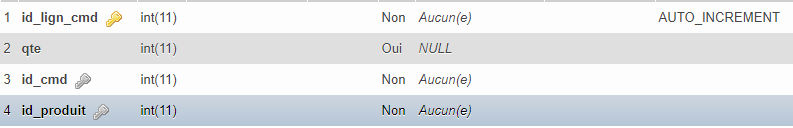 1 id_lign_cmd int(11) Non Aucun(e) AUTO_INCREMENT
2 qte int(11) Oui NULL
3 id_cmd int(11) Non Aucun(e)
4 id_produit int(11) Non Aucun(e)